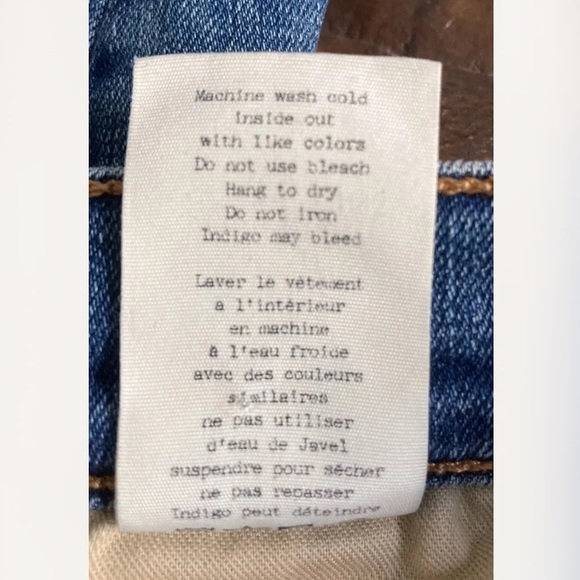 Machine wash cold
inside out
with like colors
Do not use bleach
Hang to dry
Do not iron
Indigo may bleed
Laver le vêtement
a l'intérieur
en machine
à l'eau froide
avec des couleurs
similaires
ne pas utiliser
d'eau de Javel
suspendre pour sécher
ne pas repasser
Indigo peut déteindre